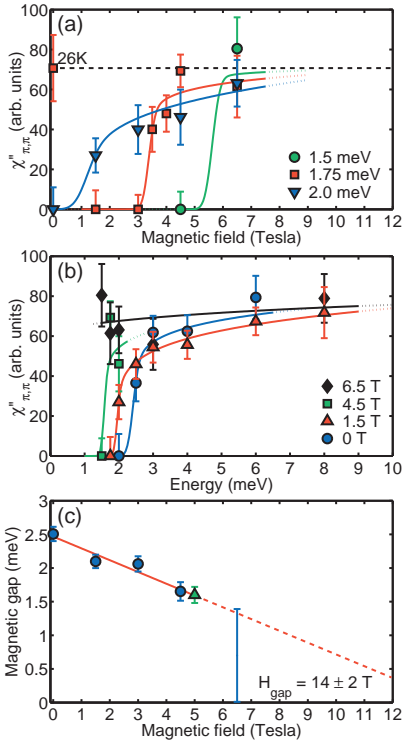 (a)
100
80
60
40
20
0
26K
χ''π,π (arb. units)
1.5 meV
1.75 meV
2.0 meV
0 1 2 3 4 5 6 7 8 9 10 11 12
Magnetic field (Tesla)
(b)
100
80
60
40
20
0
χ''π,π (arb. units)
6.5 T
4.5 T
1.5 T
0 T
0 1 2 3 4 5 6 7 8 9 10
Energy (meV)
(c)
3
2.5
2
1.5
1
0.5
0
Magnetic gap (meV)
Hgap = 14 ± 2 T
0 1 2 3 4 5 6 7 8 9 10 11 12
Magnetic field (Tesla)